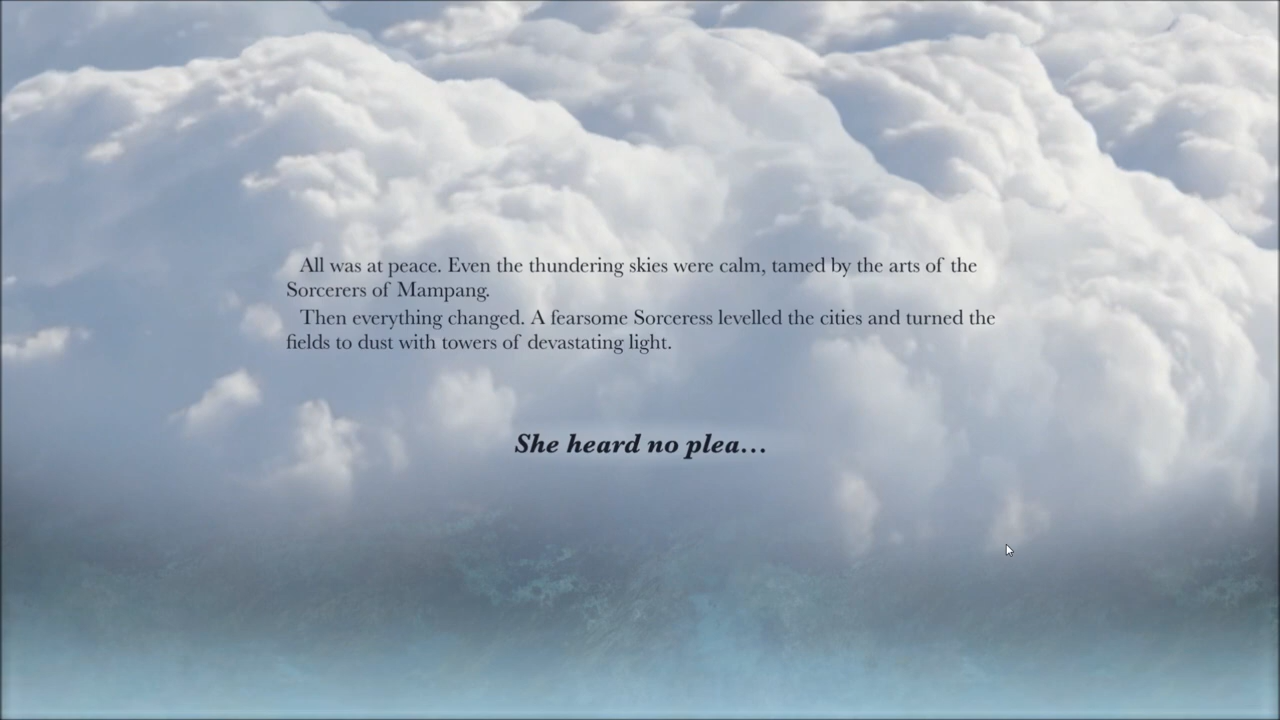 All was at peace. Even the thundering skies were calm, tamed by the arts of the
Sorcerers of Mampang.
Then everything changed. A fearsome Sorceress levelled the cities and turned the
fields to dust with towers of devastating light.
She heard no plea…